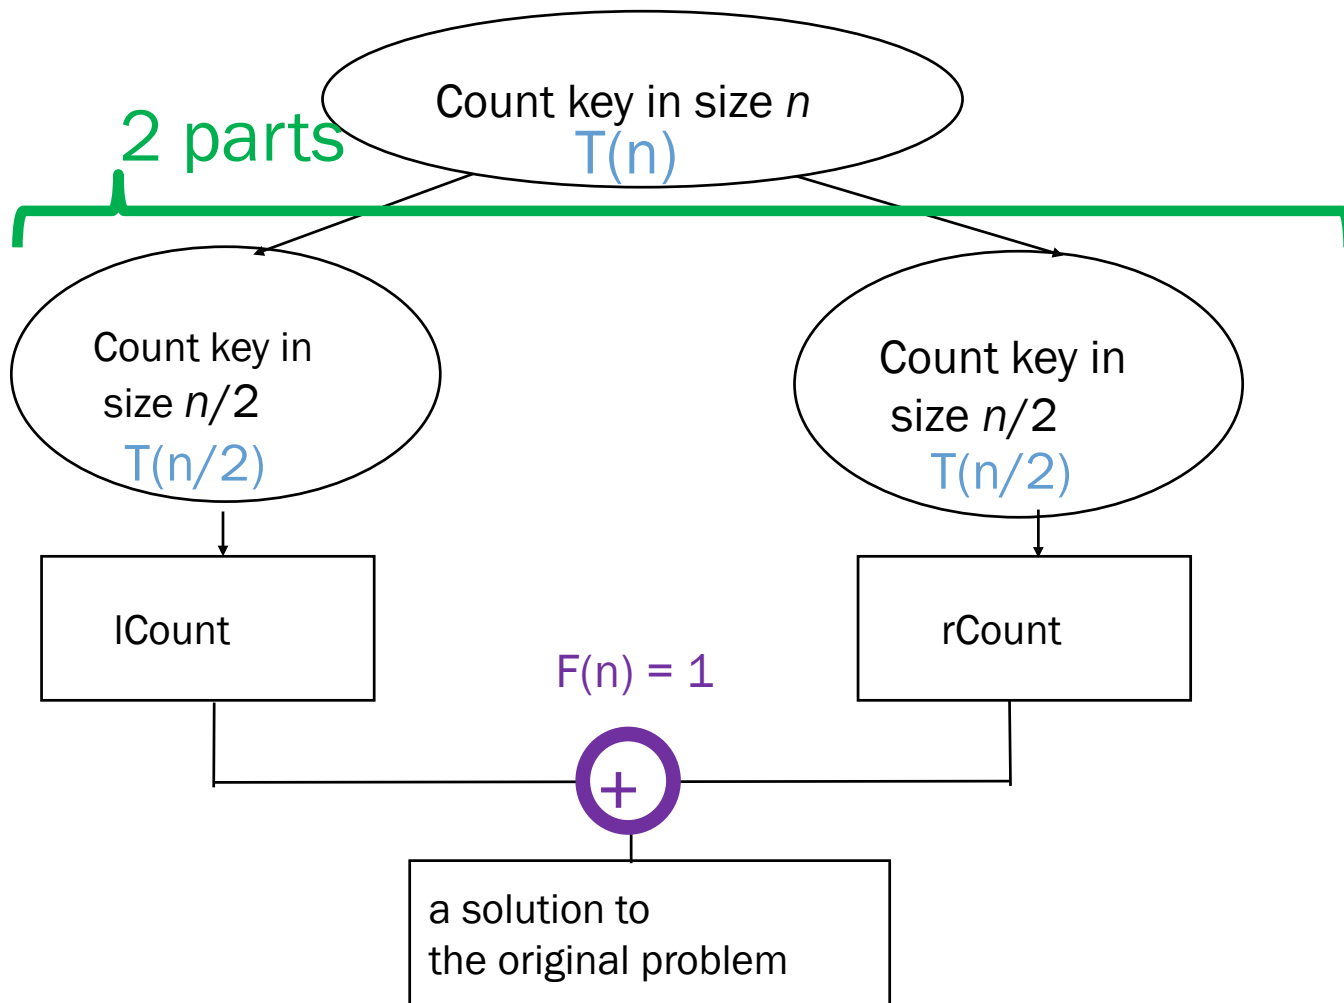 Count key in size n
T(n)
2 parts
Count key in
size n/2
T(n/2)
Count key in
size n/2
T(n/2)
lCount
rCount
F(n) = 1
+
a solution to
the original problem